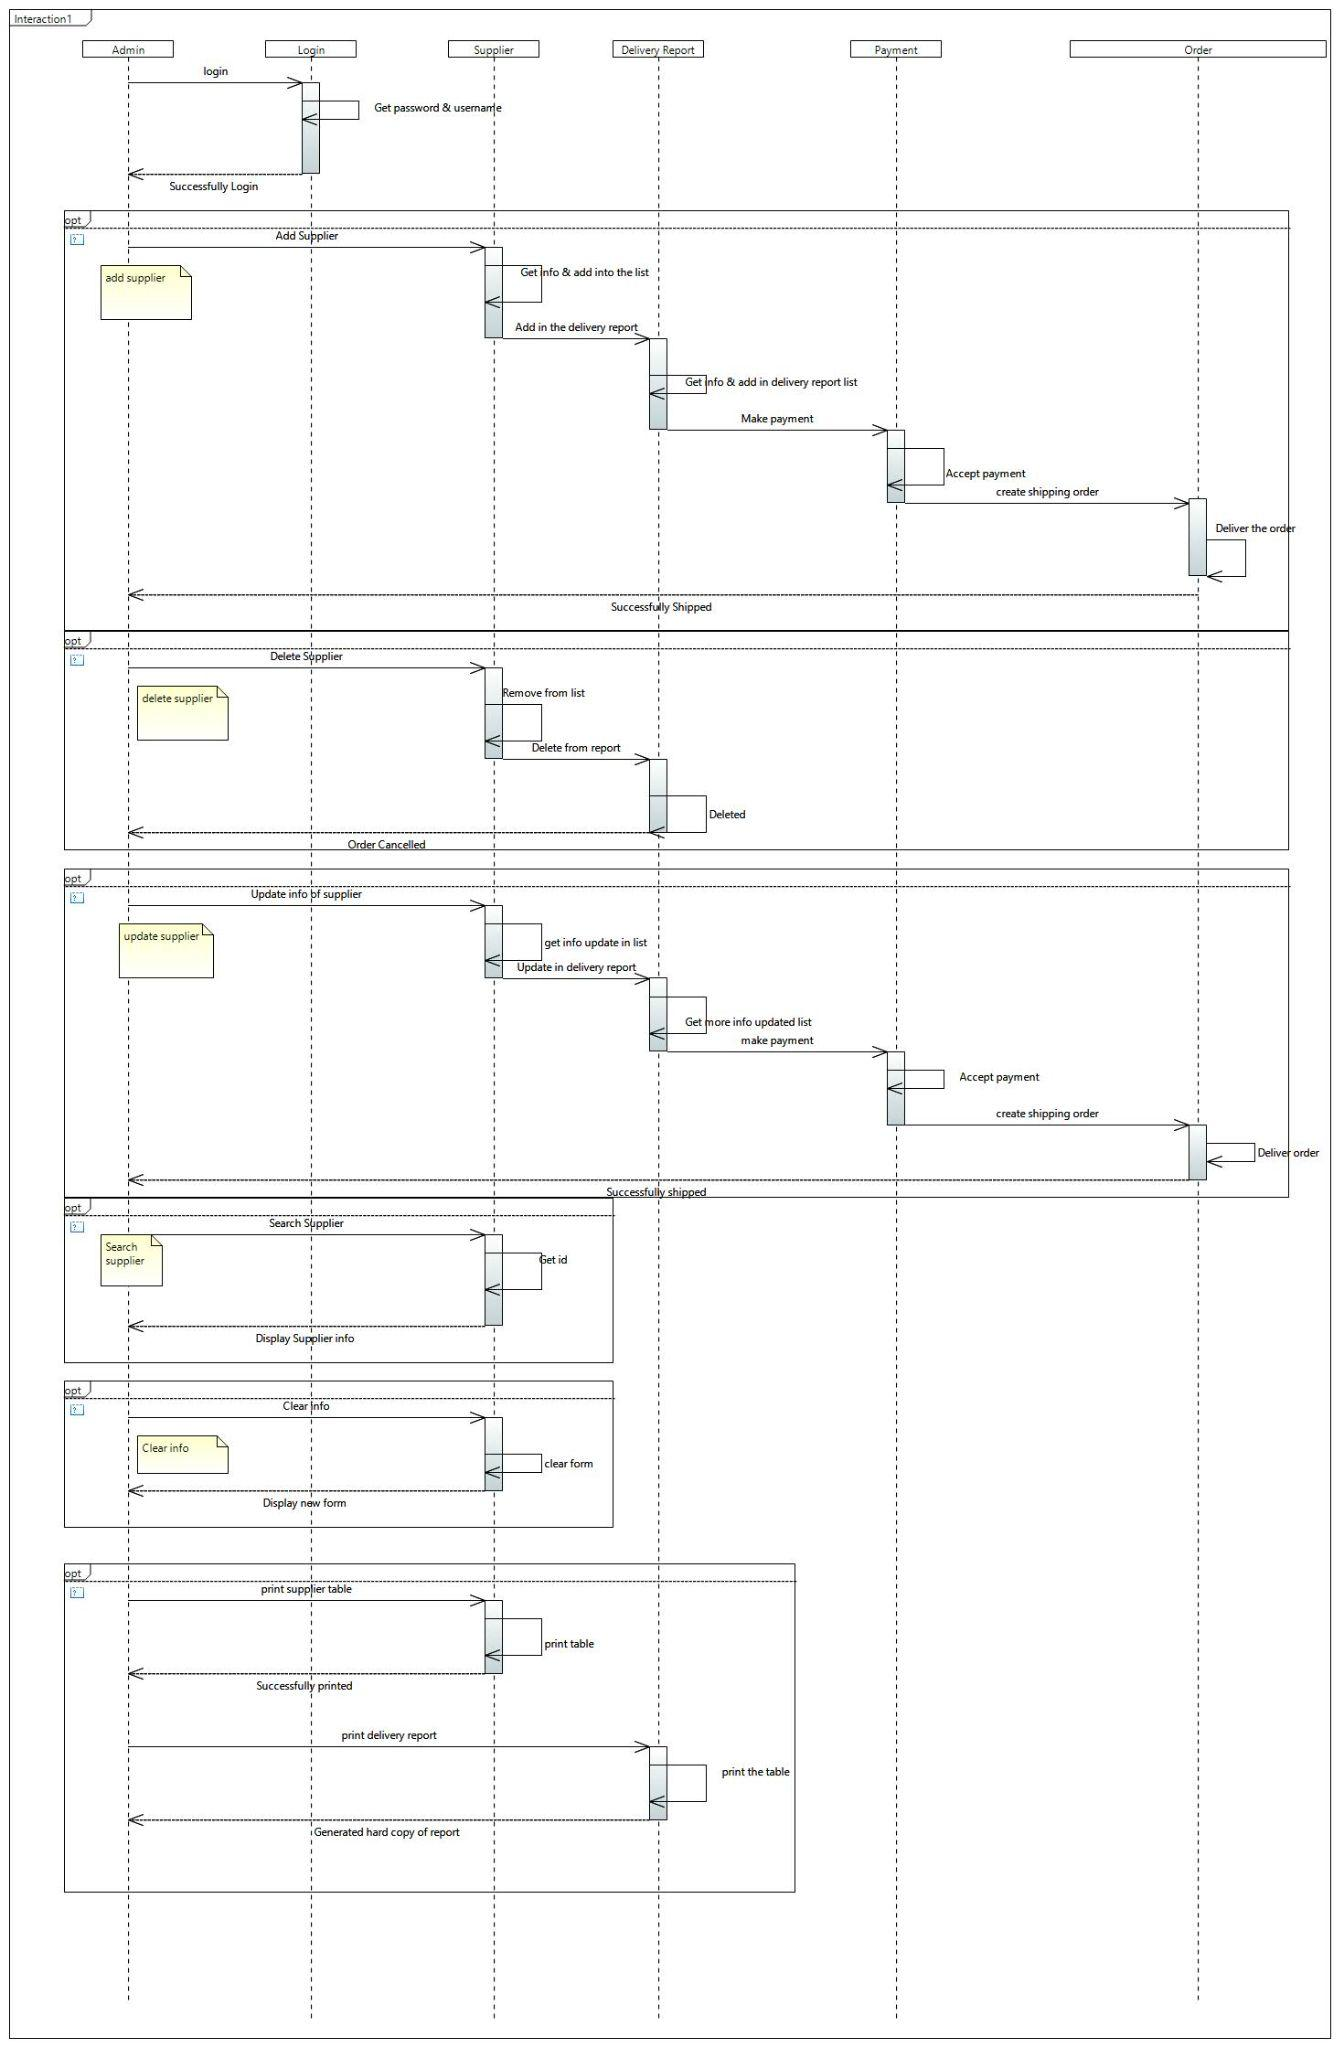 Interaction1
Admin
Login
Supplier
Delivery Report
Payment
Order
login
Get password & username
Successfully Login
opt
?
Add Supplier
add supplier
Get info & add into the list
Add in the delivery report
Get info & add in delivery report list
Make payment
Accept payment
create shipping order
Deliver the order
Successfully Shipped
opt
?
Delete Supplier
delete supplier
Remove from list
Delete from report
Deleted
Order Cancelled
opt
?
Update info of supplier
update supplier
get info update in list
Update in delivery report
Get more info updated list
make payment
Accept payment
create shipping order
Deliver order
Successfully shipped
opt
?
Search Supplier
Search
supplier
Get id
Display Supplier info
opt
?
Clear info
Clear info
clear form
Display new form
opt
?
print supplier table
print table
Successfully printed
print delivery report
print the table
Generated hard copy of report